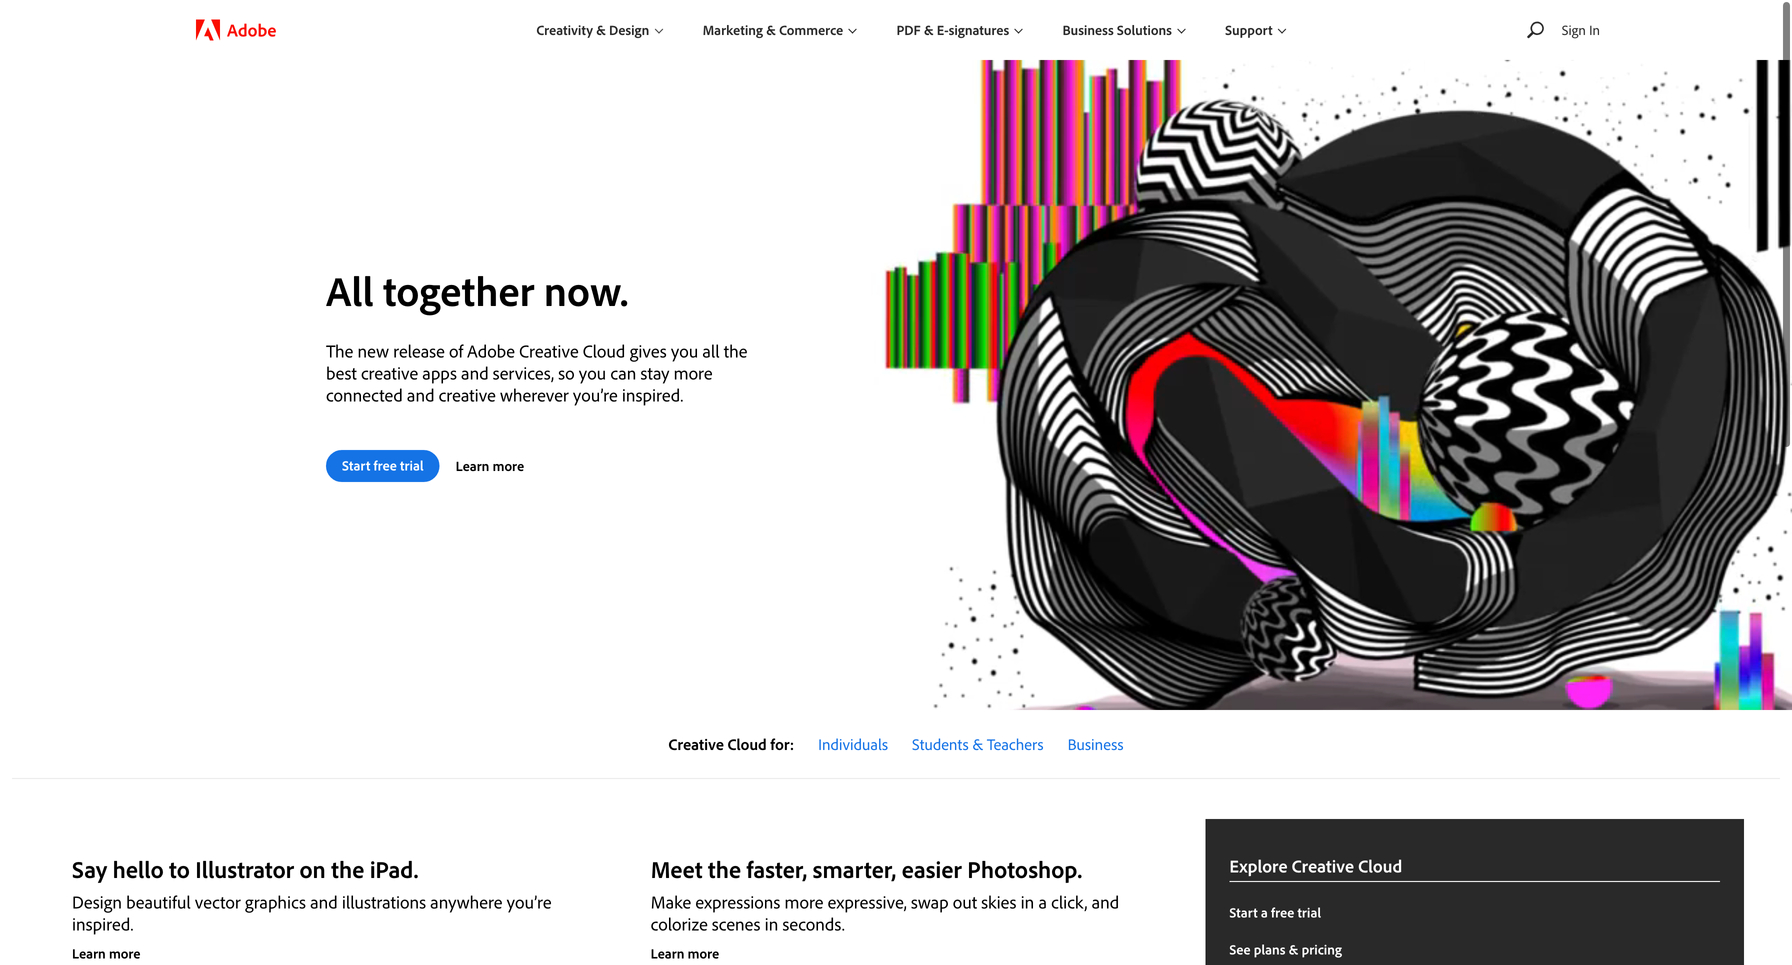 Adobe
Creativity & Design
Marketing & Commerce
PDF & E-signatures
Business Solutions
Support
Sign In
All together now.
The new release of Adobe Creative Cloud gives you all the
best creative apps and services, so you can stay more
connected and creative wherever you're inspired.
Start free trial
Learn more
Creative Cloud for:
Individuals
Students & Teachers
Business
Say hello to Illustrator on the iPad.
Design beautiful vector graphics and illustrations anywhere you're
inspired.
Learn more
Meet the faster, smarter, easier Photoshop.
Make expressions more expressive, swap out skies in a click, and
colorize scenes in seconds.
Learn more
Explore Creative Cloud
Start a free trial
See plans & pricing